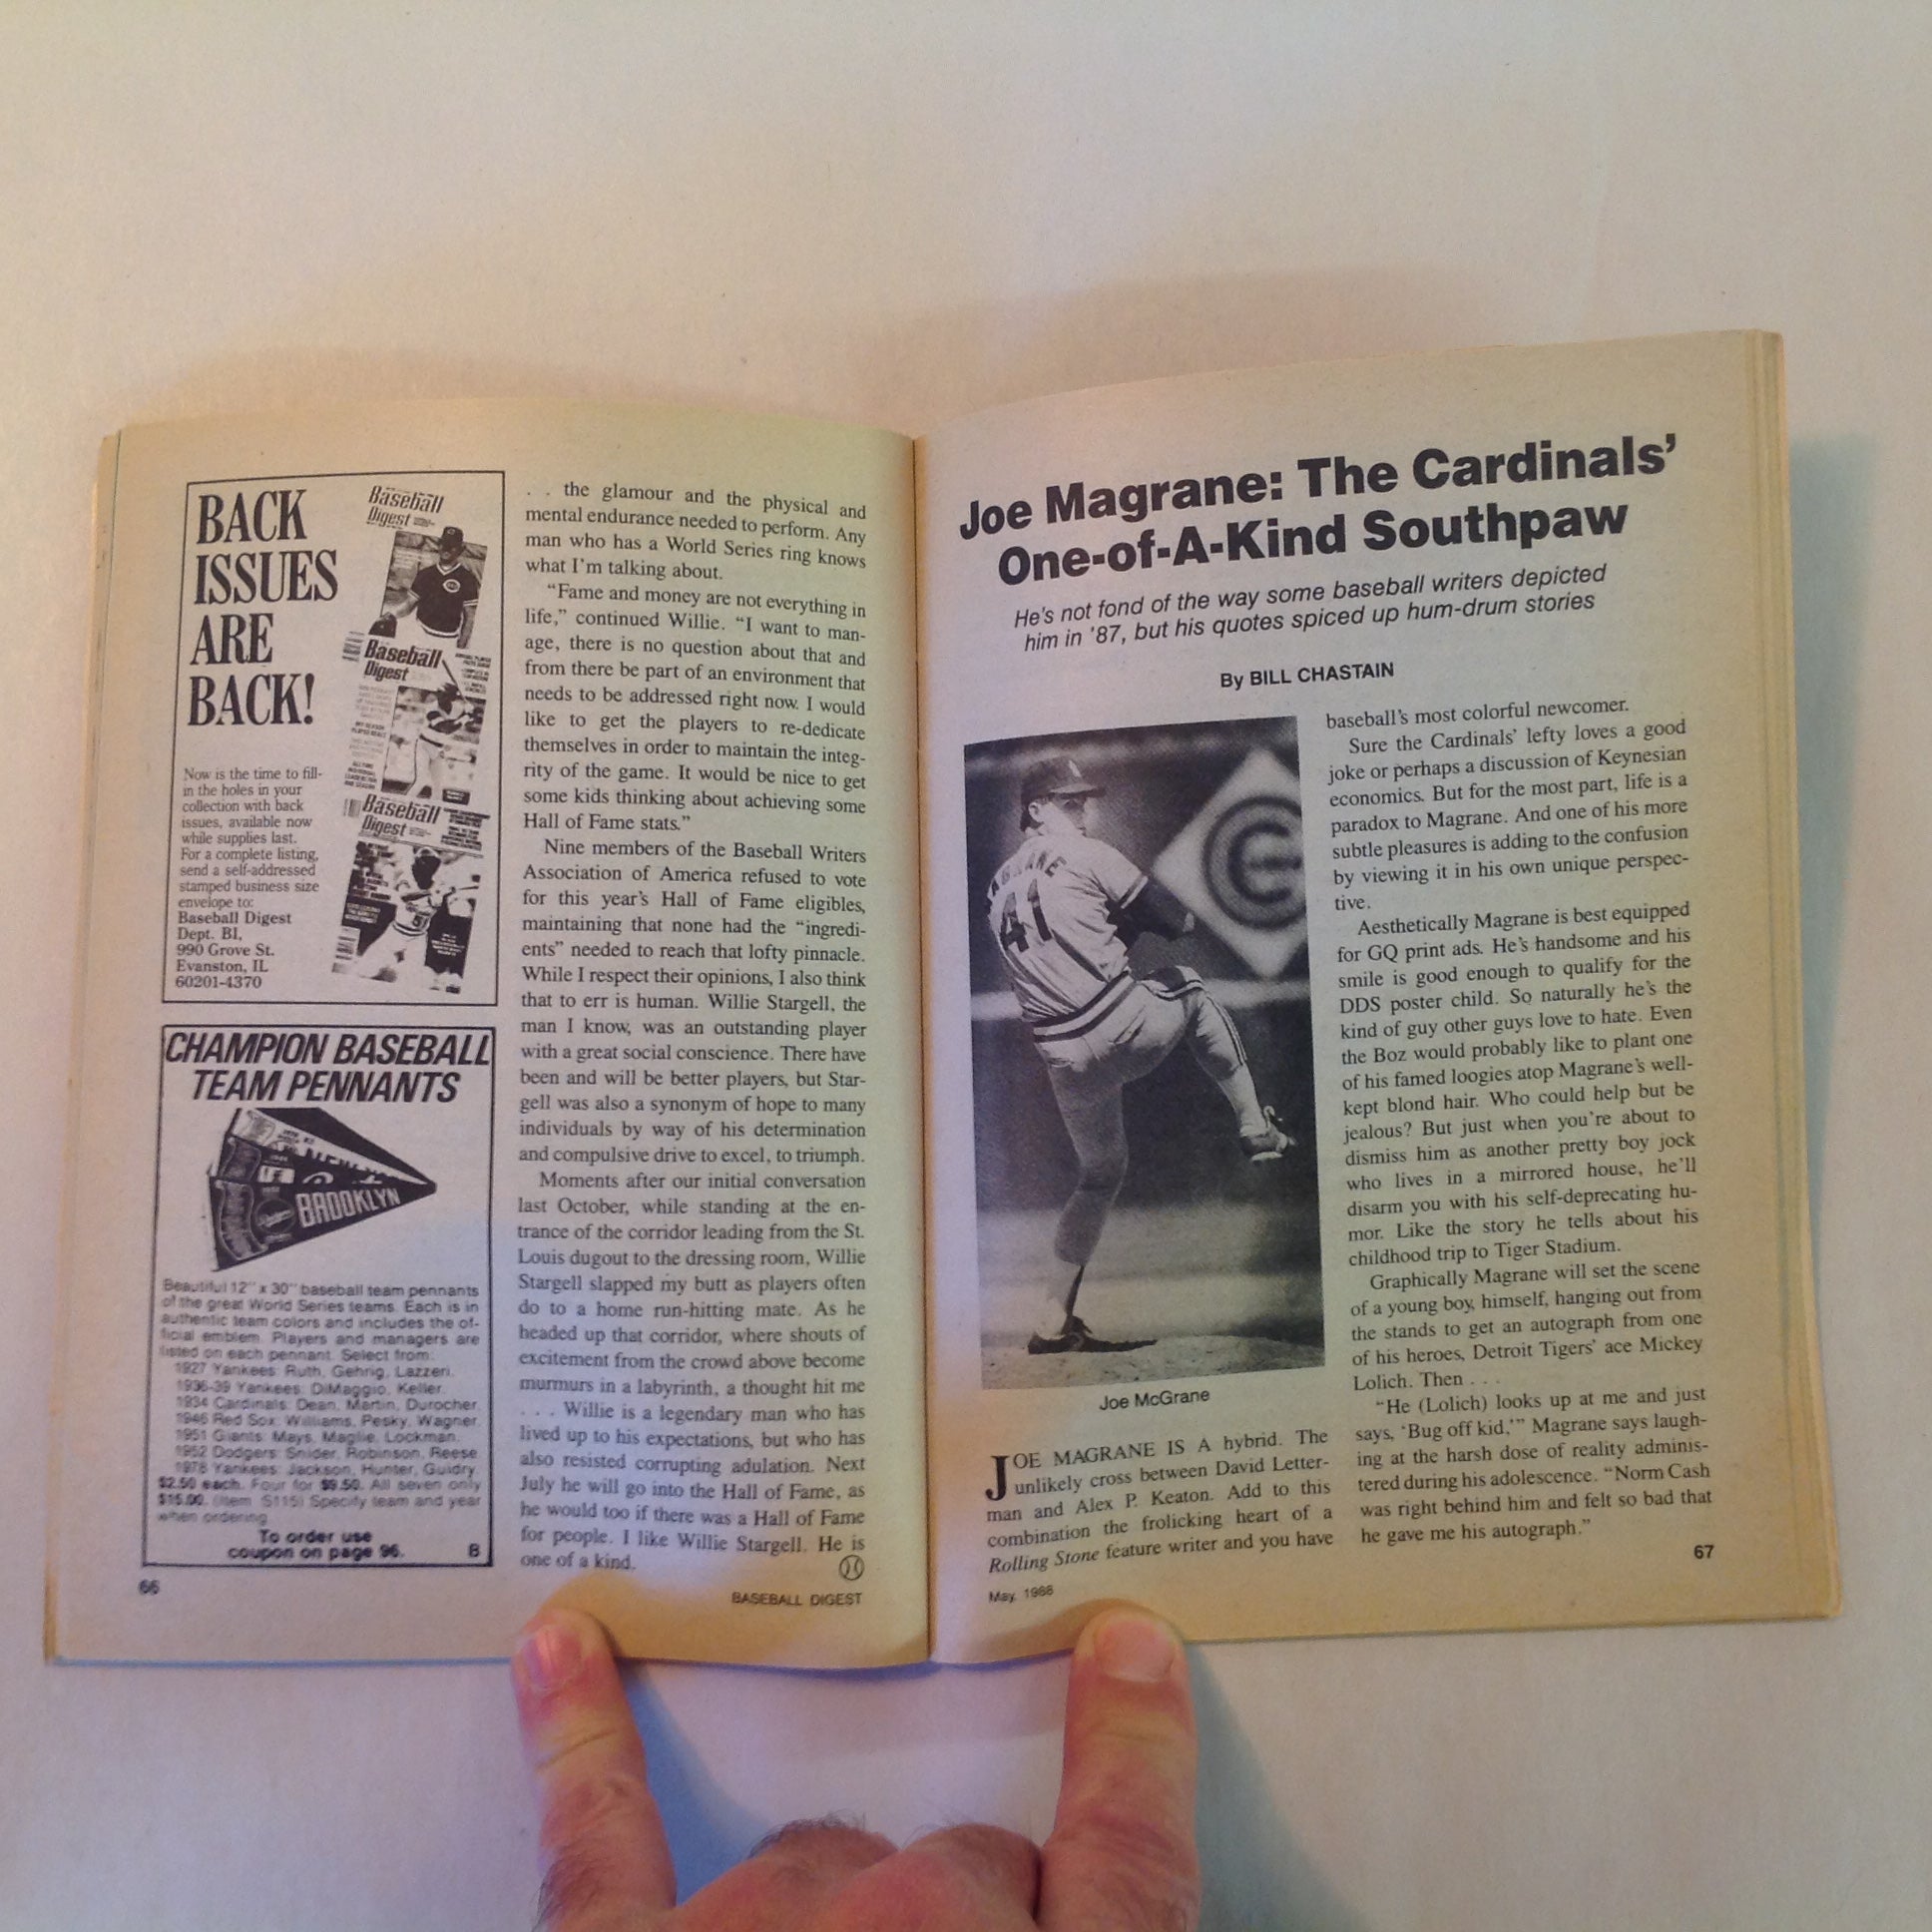 BACK
ISSUES
ARE
BACK!
Baseball
Digest
Baseball
Digest
Baseball
Digest
Now is the time to fill-
in the holes in your
collection with back
issues, available now
while supplies last.
For a complete listing,
send a self-addressed
stamped business size
envelope to:
Baseball Digest
Dept. BI,
990 Grove St.
Evanston, IL
60201-4370
CHAMPION BASEBALL
TEAM PENNANTS
BROOKLYN
Beautiful 12" x 30" baseball team pennants
of the great World Series teams. Each is in
authentic team colors and includes the of-
ficial emblem. Players and managers are
listed on each pennant. Select from:
1927 Yankees: Ruth, Gehrig, Lazzeri.
1936-39 Yankees: DiMaggio, Keller.
1934 Cardinals: Dean, Martin, Durocher.
1946 Red Sox: Williams, Pesky, Wagner.
1951 Giants: Mays, Maglie, Lockman.
1952 Dodgers: Snider, Robinson, Reese
1978 Yankees: Jackson, Hunter, Guidry
$2.50 each. Four for $9.50. All seven only
$15.00. (Item S115) Specify team and year
when ordering
To order use
coupon on page 96.
B
66
. . the glamour and the physical and
mental endurance needed to perform. Any
man who has a World Series ring knows
what I'm talking about.
"Fame and money are not everything in
life," continued Willie. "I want to man-
age, there is no question about that and
from there be part of an environment that
needs to be addressed right now. I would
like to get the players to re-dedicate
themselves in order to maintain the integ-
rity of the game. It would be nice to get
some kids thinking about achieving some
Hall of Fame stats."
Nine members of the Baseball Writers
Association of America refused to vote
for this year's Hall of Fame eligibles,
maintaining that none had the "ingredi-
ents" needed to reach that lofty pinnacle.
While I respect their opinions, I also think
that to err is human. Willie Stargell, the
man I know, was an outstanding player
with a great social conscience. There have
been and will be better players, but Star-
gell was also a synonym of hope to many
individuals by way of his determination
and compulsive drive to excel, to triumph.
Moments after our initial conversation
last October, while standing at the en-
trance of the corridor leading from the St.
Louis dugout to the dressing room, Willie
Stargell slapped my butt as players often
do to a home run-hitting mate. As he
headed up that corridor, where shouts of
excitement from the crowd above become
murmurs in a labyrinth, a thought hit me
. . . Willie is a legendary man who has
lived up to his expectations, but who has
also resisted corrupting adulation. Next
July he will go into the Hall of Fame, as
he would too if there was a Hall of Fame
for people. I like Willie Stargell. He is
one of a kind.
BASEBALL DIGEST
Joe Magrane: The Cardinals'
One-of-A-Kind Southpaw
He's not fond of the way some baseball writers depicted
him in '87, but his quotes spiced up hum-drum stories
By BILL CHASTAIN
AGRANE
41
C
Joe McGrane
JOE MAGRANE IS A hybrid. The
unlikely cross between David Letter-
man and Alex P. Keaton. Add to this
combination the frolicking heart of a
Rolling Stone feature writer and you have
May, 1988
baseball's most colorful newcomer.
Sure the Cardinals' lefty loves a good
joke or perhaps a discussion of Keynesian
economics. But for the most part, life is a
paradox to Magrane. And one of his more
subtle pleasures is adding to the confusion
by viewing it in his own unique perspec-
tive.
Aesthetically Magrane is best equipped
for GQ print ads. He's handsome and his
smile is good enough to qualify for the
DDS poster child. So naturally he's the
kind of guy other guys love to hate. Even
the Boz would probably like to plant one
of his famed loogies atop Magrane's well-
kept blond hair. Who could help but be
jealous? But just when you're about to
dismiss him as another pretty boy jock
who lives in a mirrored house, he'll
disarm you with his self-deprecating hu-
mor. Like the story he tells about his
childhood trip to Tiger Stadium.
Graphically Magrane will set the scene
of a young boy, himself, hanging out from
the stands to get an autograph from one
of his heroes, Detroit Tigers' ace Mickey
Lolich. Then . . .
"He (Lolich) looks up at me and just
says, 'Bug off kid,'" Magrane says laugh-
ing at the harsh dose of reality adminis-
tered during his adolescence. "Norm Cash
was right behind him and felt so bad that
he gave me his autograph."
67